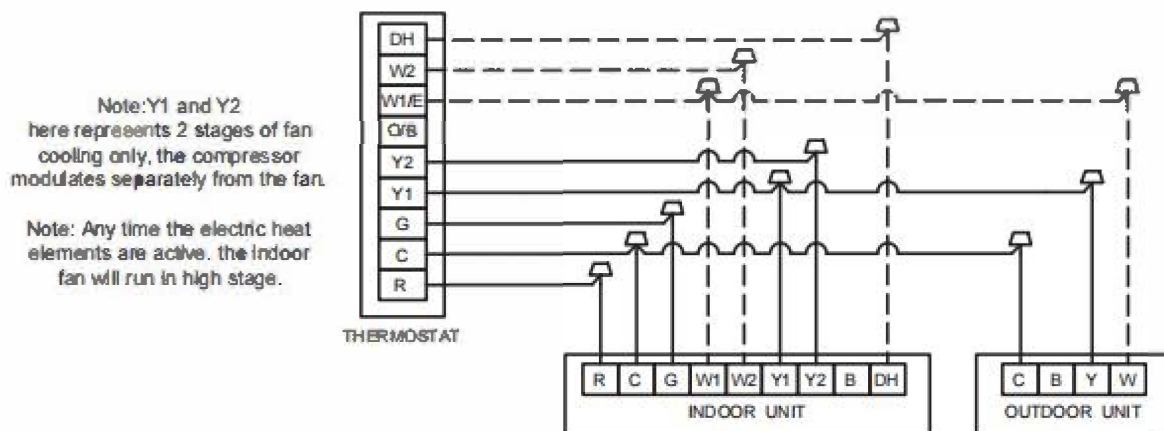 Note:Y1 and Y2
here represents 2 stages of fan
cooling only, the compressor
modulates separately from the fan.
Note: Any time the electric heat
elements are active. the indoor
fan will run in high stage.
DH
W2
W1/E
O/B
Y2
Y1
G
C
R
THERMOSTAT
R C G W1 W2 Y1 Y2 B DH
INDOOR UNIT
C B Y W
OUTDOOR UNIT